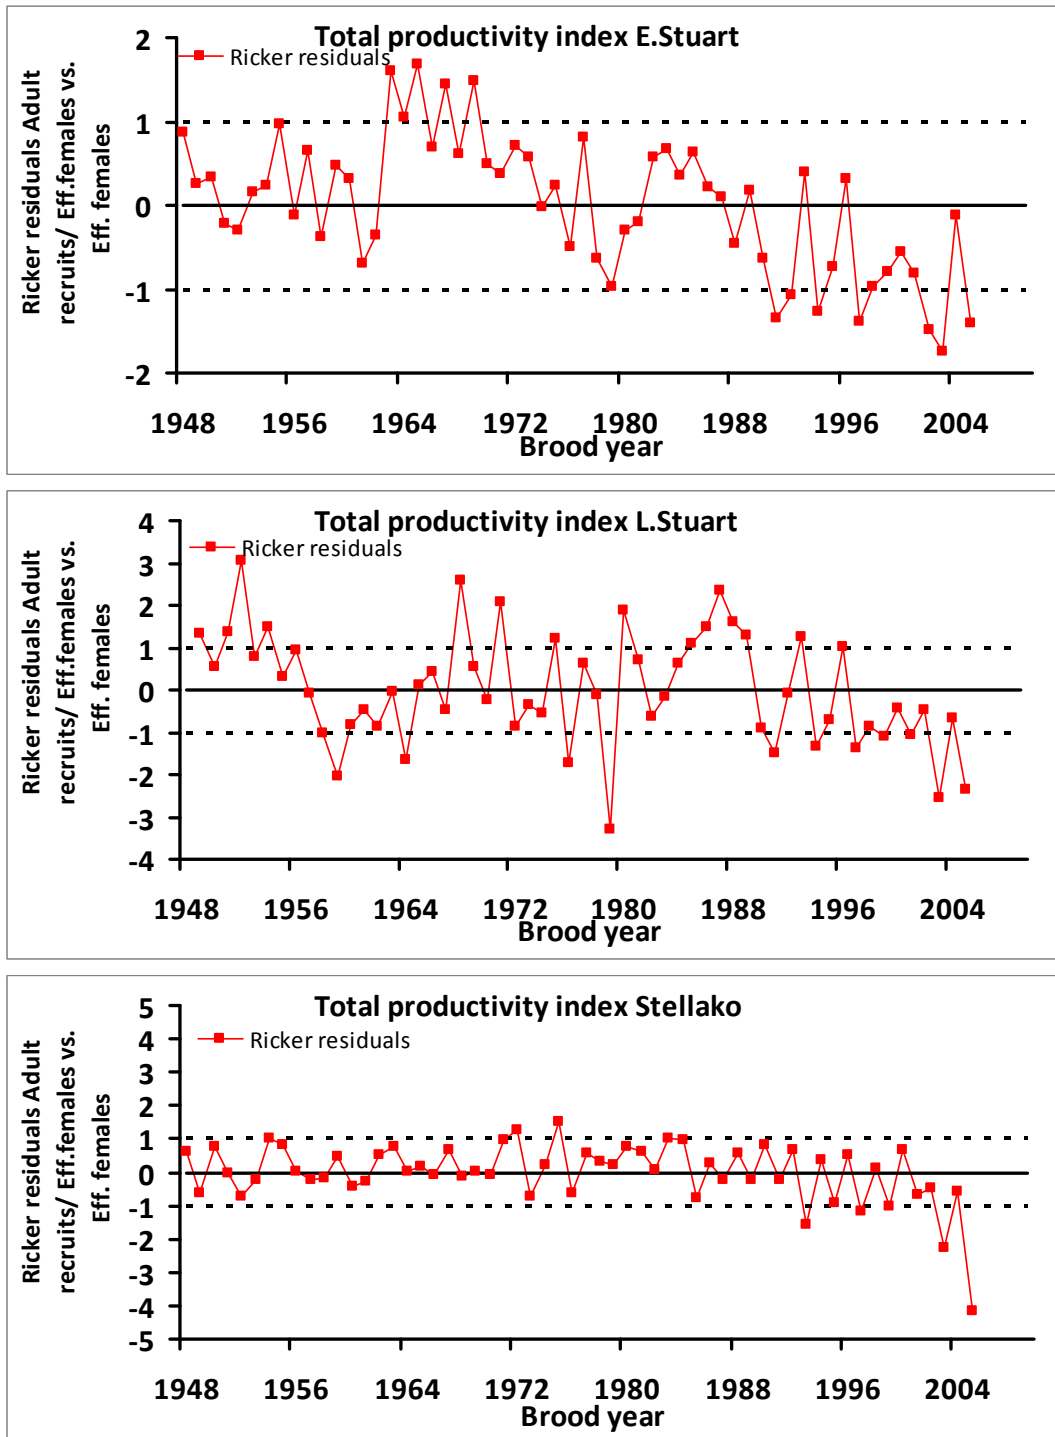 Total productivity index E.Stuart
Ricker residuals
Ricker residuals Adult
recruits/ Eff.females vs.
Eff. females
2
1
0
-1
-2
1948 1956 1964 1972 1980 1988 1996 2004
Brood year
Total productivity index L.Stuart
Ricker residuals
Ricker residuals Adult
recruits/ Eff.females vs.
Eff. females
4
3
2
1
0
-1
-2
-3
-4
1948 1956 1964 1972 1980 1988 1996 2004
Brood year
Total productivity index Stellako
Ricker residuals
Ricker residuals Adult
recruits/ Eff.females vs.
Eff. females
5
4
3
2
1
0
-1
-2
-3
-4
-5
1948 1956 1964 1972 1980 1988 1996 2004
Brood year